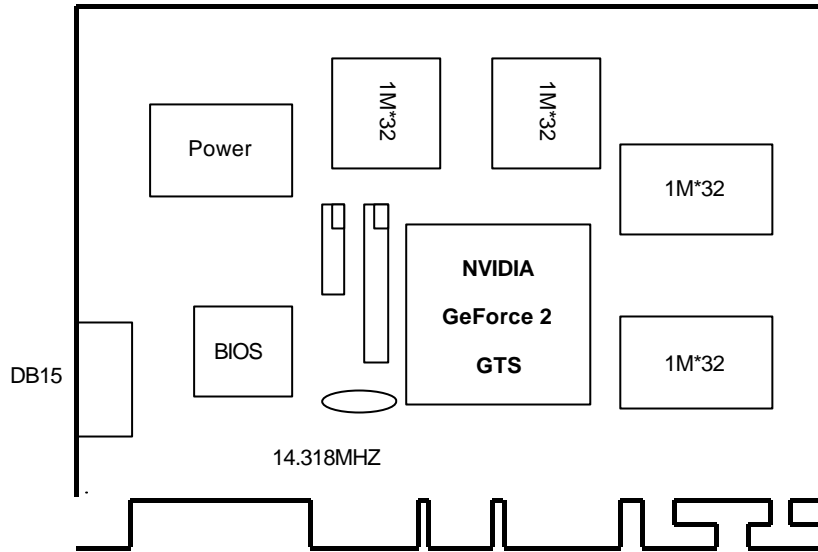 1M*32
1M*32
Power
1M*32
NVIDIA
GeForce 2
GTS
BIOS
1M*32
DB15
14.318MHZ